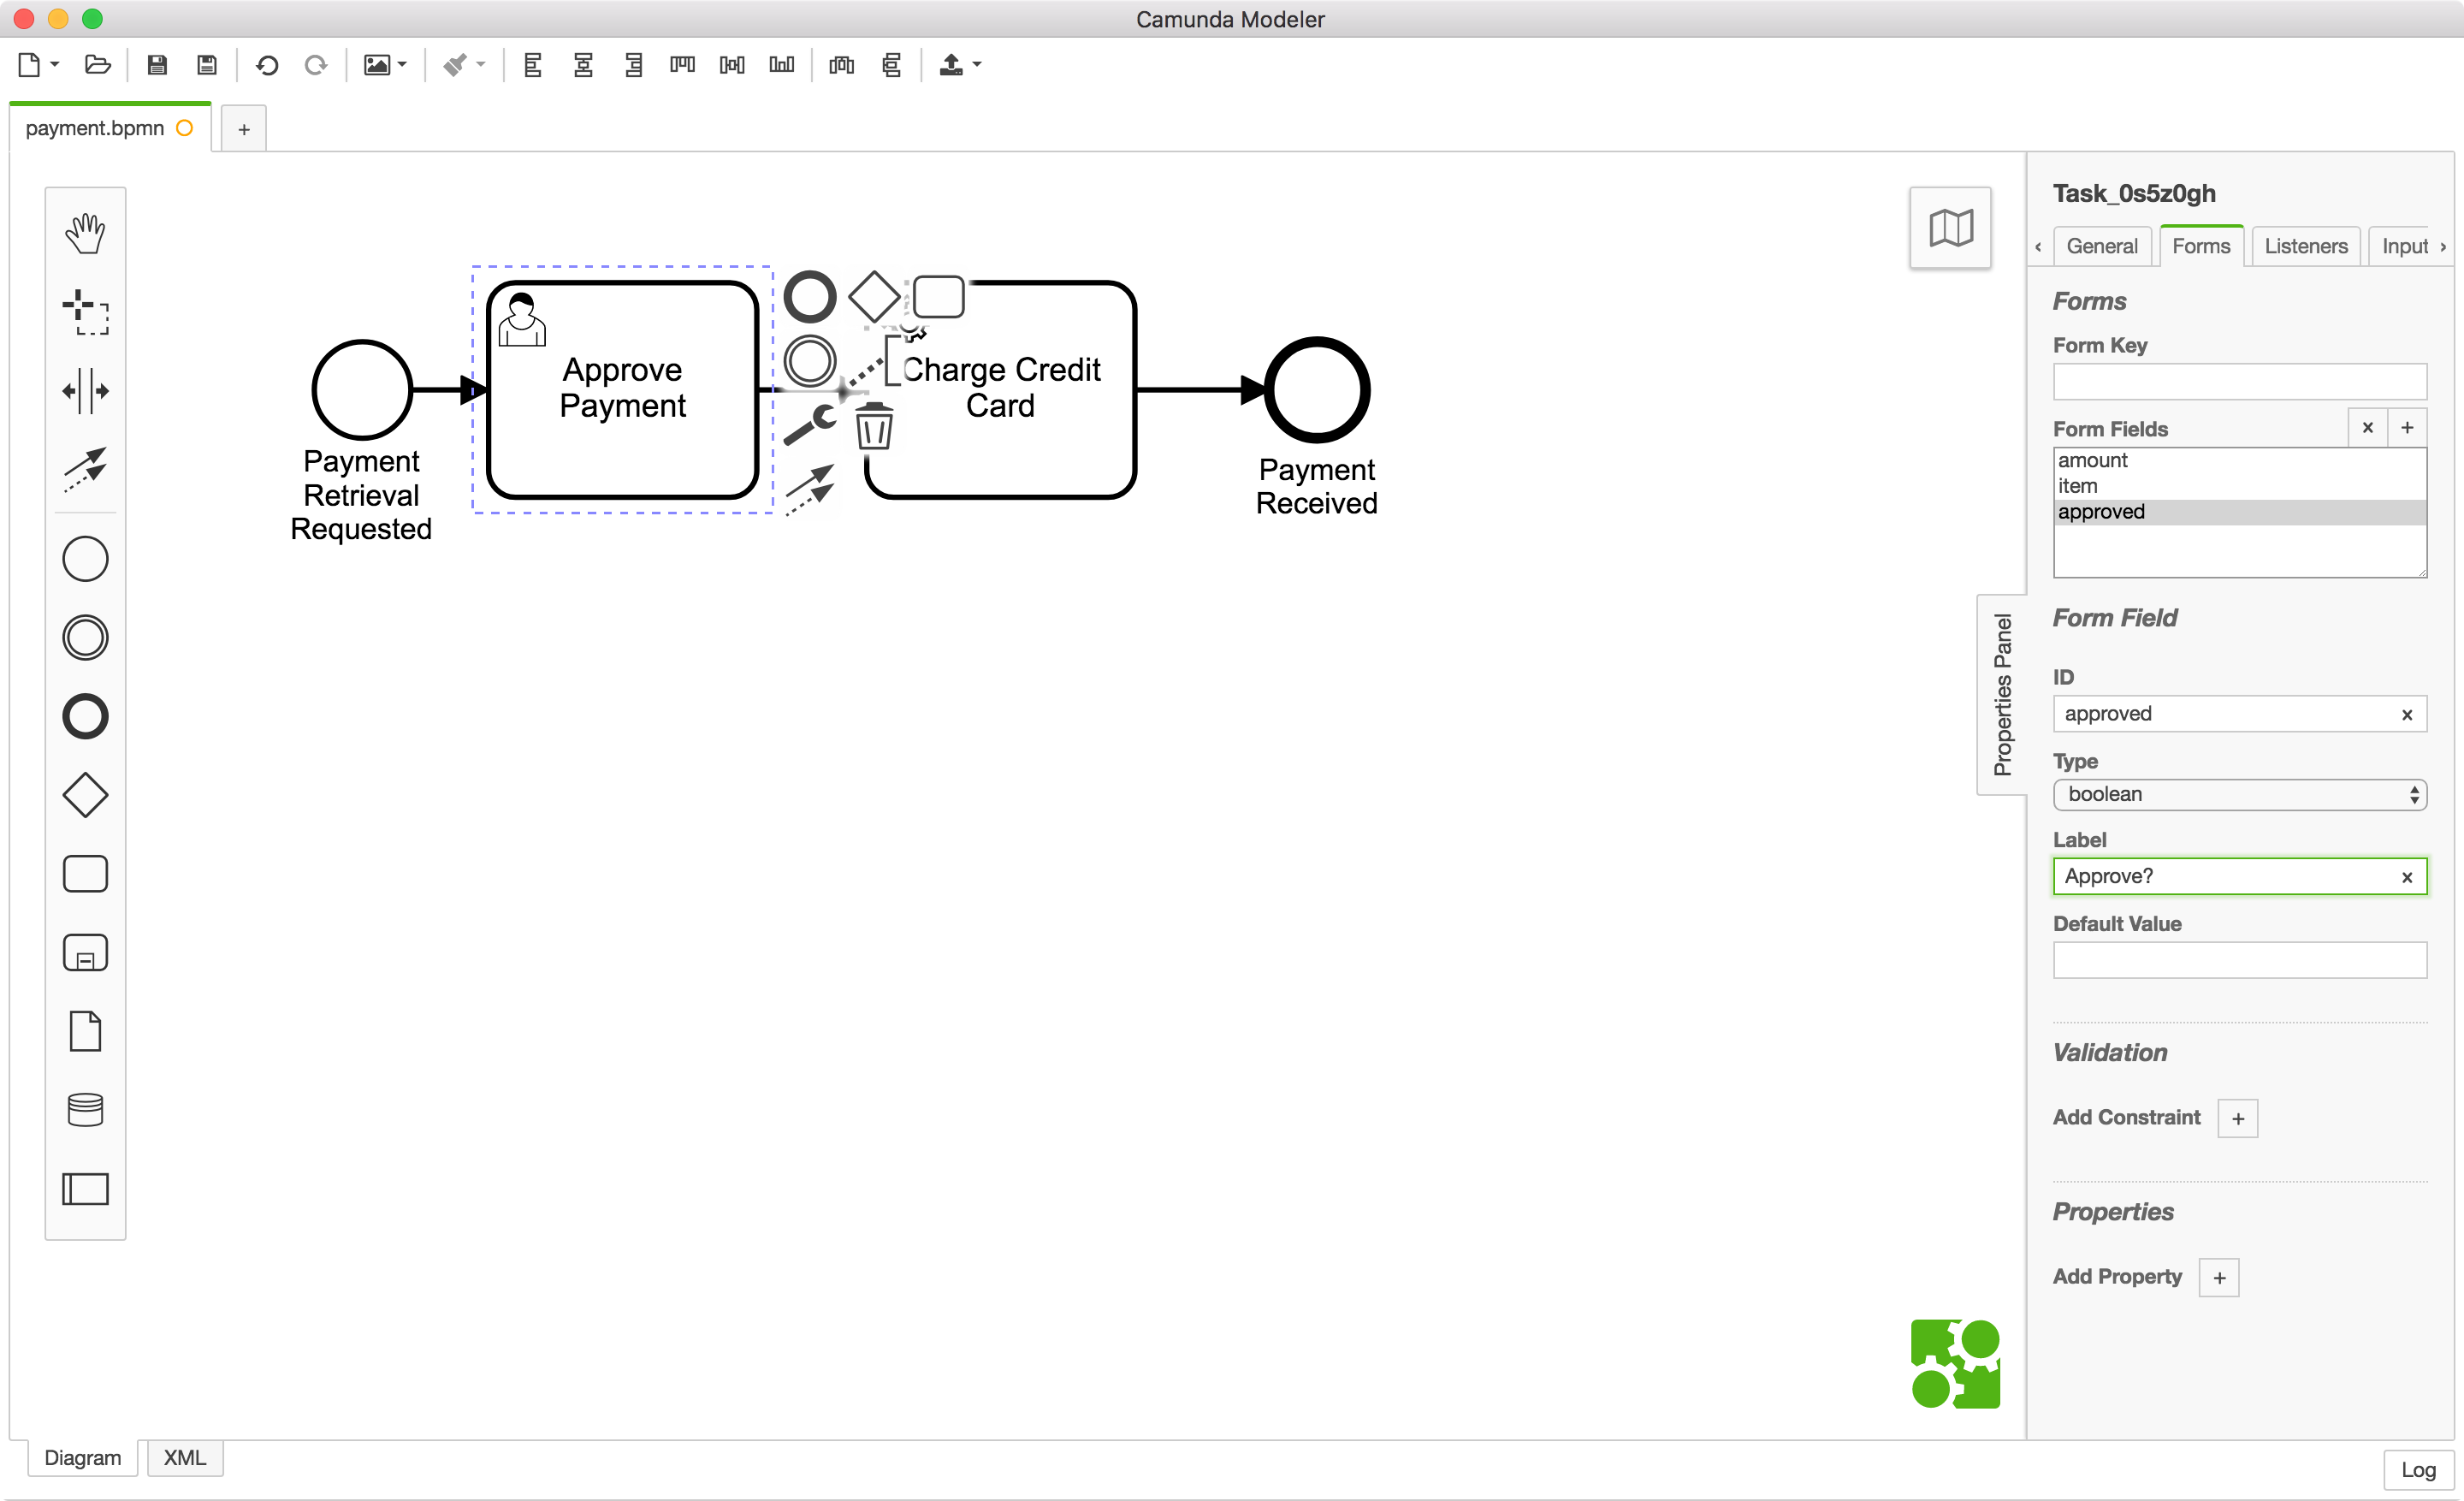 Camunda Modeler
payment.bpmn
+
Task_0s5z0gh
General
Forms
Listeners
Input
Forms
Form Key
Form Fields
×
+
amount
item
approved
Form Field
ID
approved
×
Type
boolean
Label
Approve?
×
Default Value
Validation
Add Constraint
+
Properties
Add Property
+
Properties Panel
Payment
Retrieval
Requested
Approve
Payment
Charge Credit
Card
Payment
Received
Diagram
XML
Log